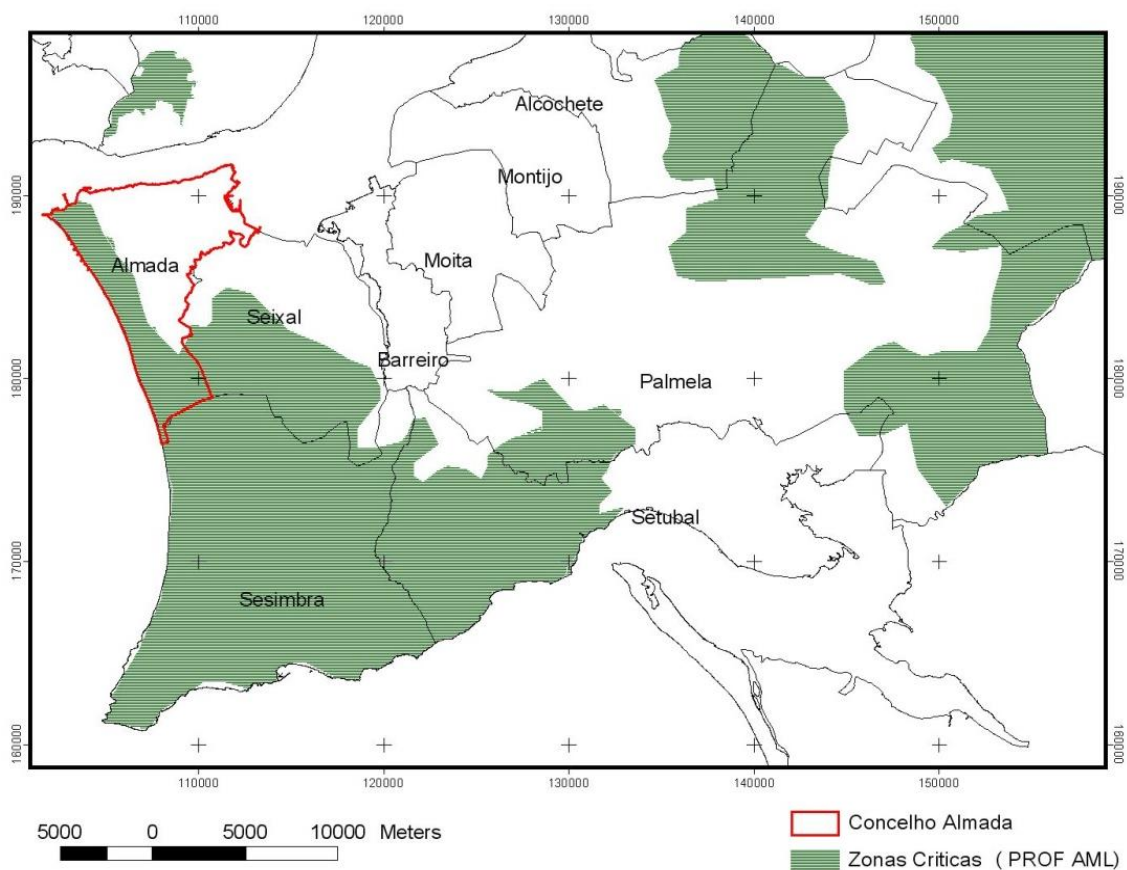 110000 120000 130000 140000 150000
190000 190000
180000 180000
170000 170000
160000 160000
Alcochete
Montijo
Almada
Moita
Seixal
Barreiro
Palmela
Setubal
Sesimbra
110000 120000 130000 140000 150000
5000 0 5000 10000 Meters
Concelho Almada
Zonas Criticas ( PROF AML)